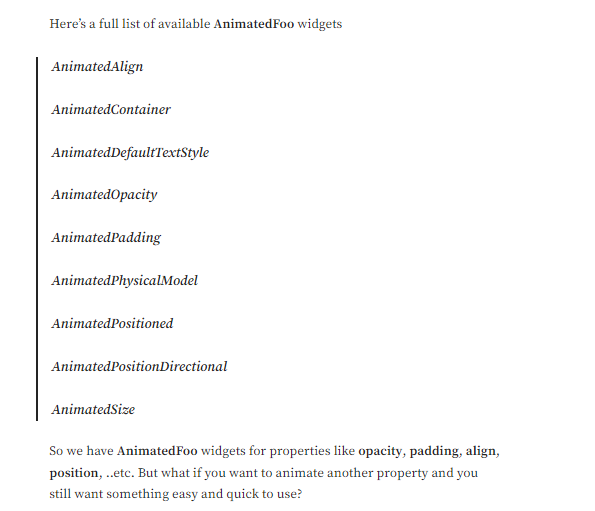 Here’s a full list of available AnimatedFoo widgets
AnimatedAlign
AnimatedContainer
AnimatedDefaultTextStyle
AnimatedOpacity
AnimatedPadding
AnimatedPhysicalModel
AnimatedPositioned
AnimatedPositionDirectional
AnimatedSize
So we have AnimatedFoo widgets for properties like opacity, padding, align,
position, ..etc. But what if you want to animate another property and you
still want something easy and quick to use?